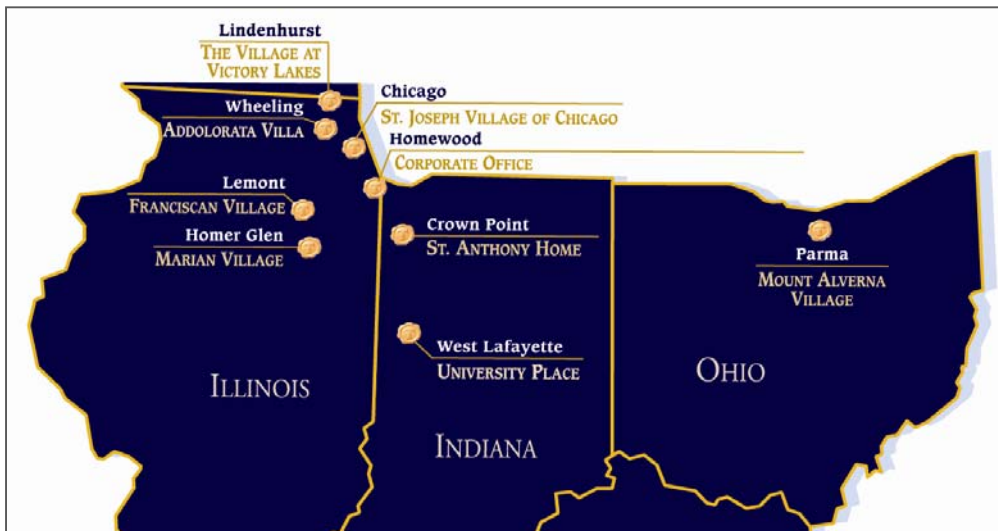 Lindenhurst
THE VILLAGE AT
VICTORY LAKES
Chicago
ST. JOSEPH VILLAGE OF CHICAGO
Wheeling
ADDOLORATA VILLA
Homewood
CORPORATE OFFICE
Lemont
FRANCISCAN VILLAGE
Homer Glen
MARIAN VILLAGE
Crown Point
ST. ANTHONY HOME
Parma
MOUNT ALVERNA
VILLAGE
West Lafayette
UNIVERSITY PLACE
ILLINOIS
OHIO
INDIANA